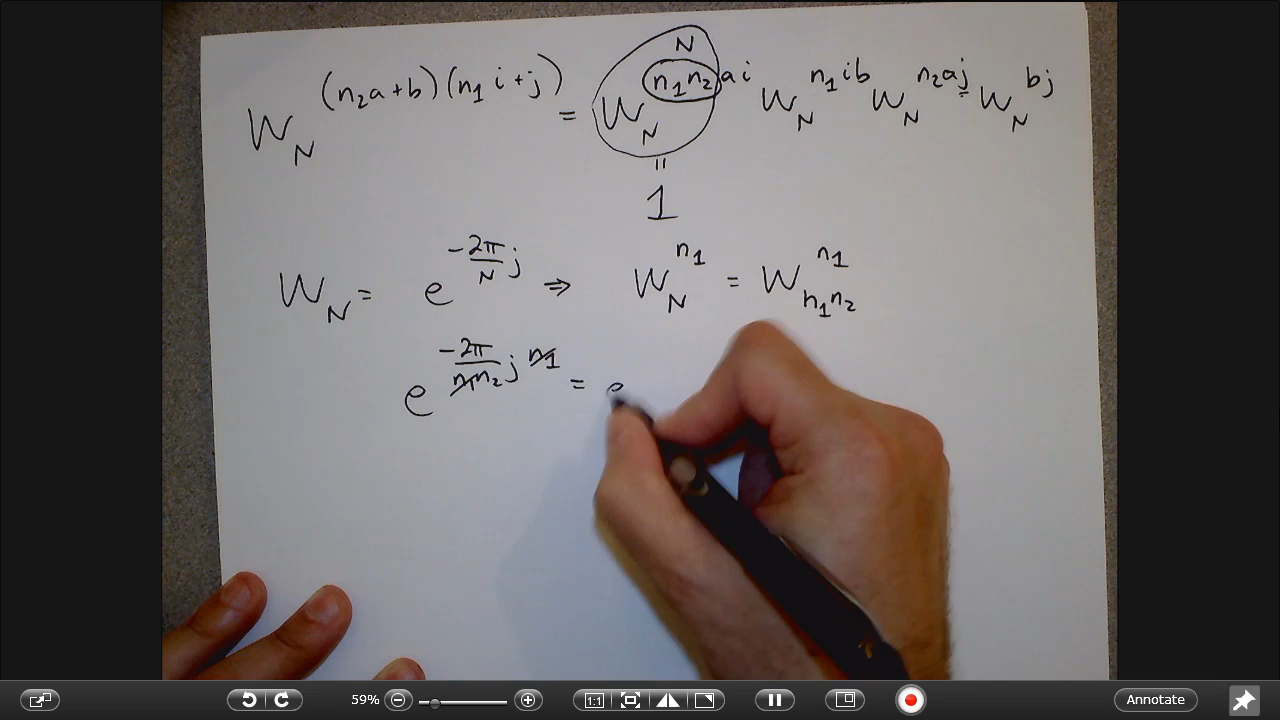 W_N^{(n_2 a+b)(n_1 i+j)} = W_N^{n_1 n_2 ai} W_N^{n_1 ib} W_N^{n_2 aj} W_N^{bj}
N
"
1
W_N = e^{-2π/N j} ⇒ W_N^{n_1} = W_{n_1 n_2}^{n_1}
e^{-2π/n_1 n_2 j n_1} = e
59% 1:1 Annotate